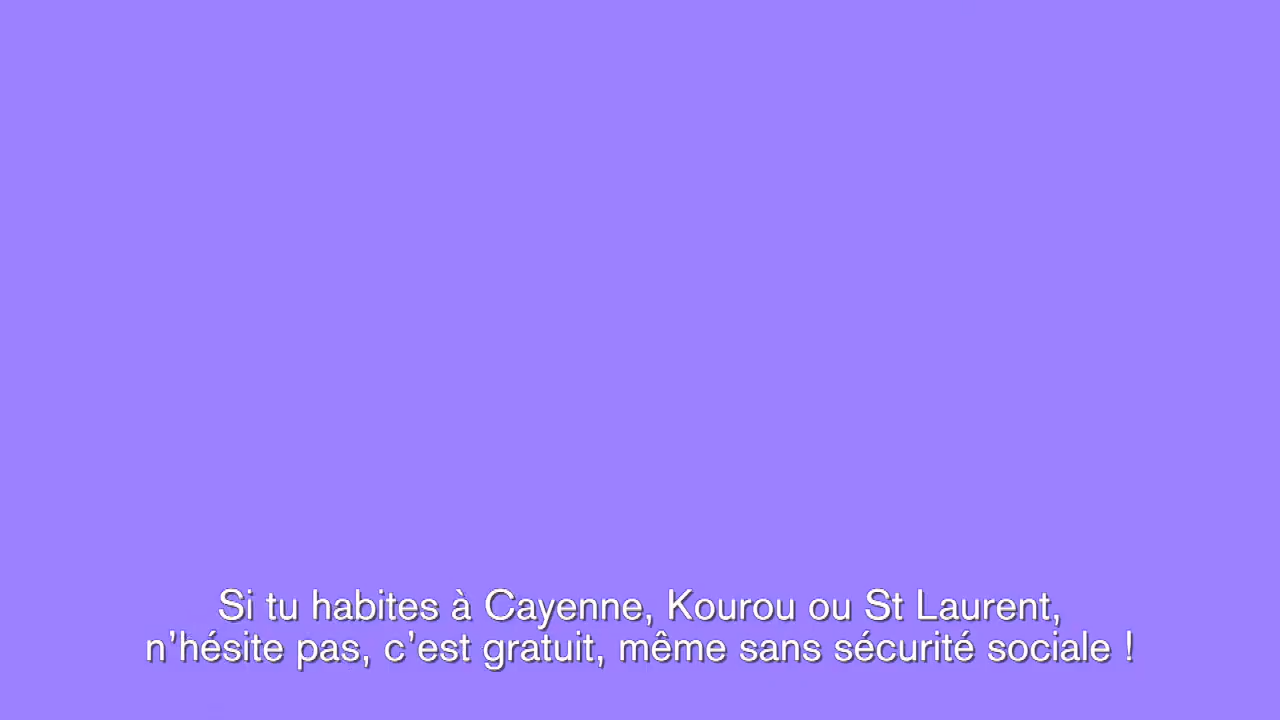 Si tu habites à Cayenne, Kourou ou St Laurent,
n’hésite pas, c’est gratuit, même sans sécurité sociale !